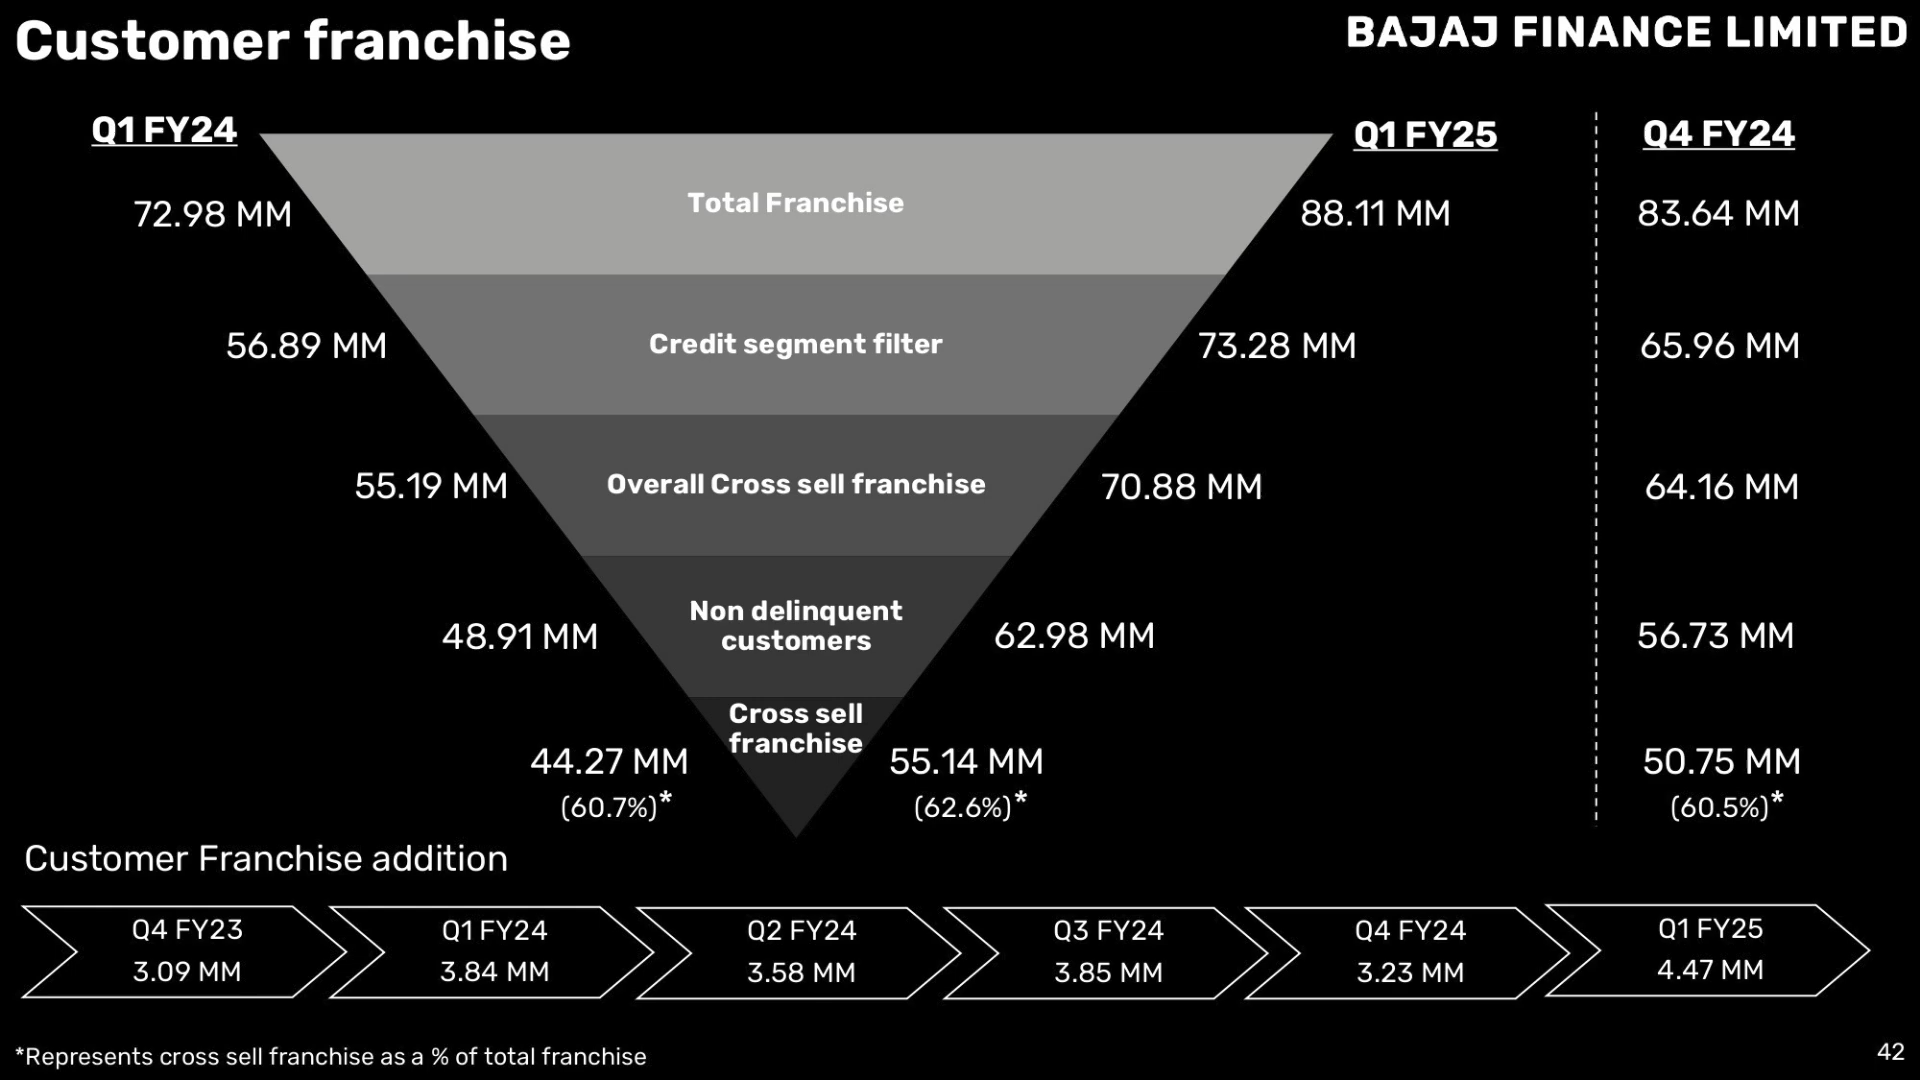 Customer franchise
BAJAJ FINANCE LIMITED
Q1 FY24
Q1 FY25
Q4 FY24
72.98 MM
Total Franchise
88.11 MM
83.64 MM
56.89 MM
Credit segment filter
73.28 MM
65.96 MM
55.19 MM
Overall Cross sell franchise
70.88 MM
64.16 MM
48.91 MM
Non delinquent
customers
62.98 MM
56.73 MM
Cross sell
franchise
44.27 MM
(60.7%)*
55.14 MM
(62.6%)*
50.75 MM
(60.5%)*
Customer Franchise addition
Q4 FY23
3.09 MM
Q1 FY24
3.84 MM
Q2 FY24
3.58 MM
Q3 FY24
3.85 MM
Q4 FY24
3.23 MM
Q1 FY25
4.47 MM
*Represents cross sell franchise as a % of total franchise
42